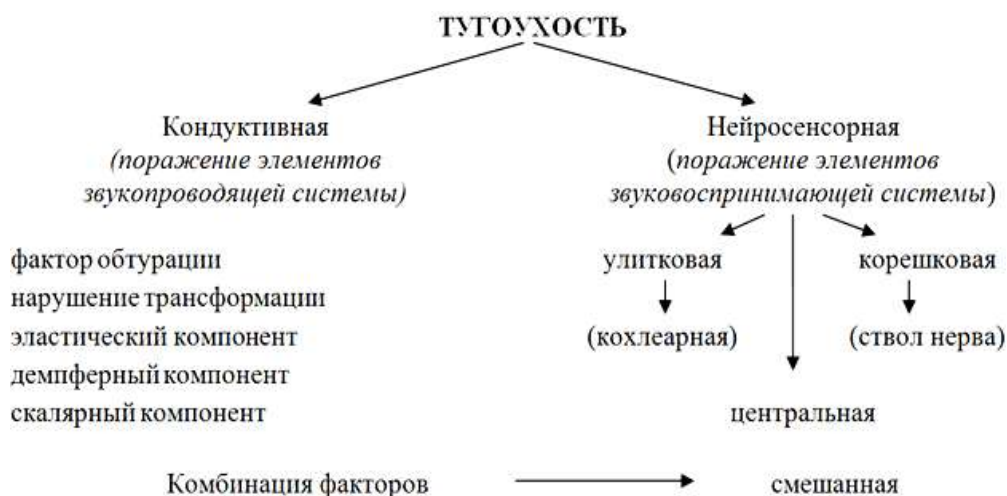 ТУГОУХОСТЬ
Кондуктивная
(поражение элементов
звукопроводящей системы)
Нейросенсорная
(поражение элементов
звуковоспринимающей системы)
фактор обтурации
нарушение трансформации
эластический компонент
демпферный компонент
скалярный компонент
улитковая
корешковая
(кохлеарная)
(ствол нерва)
центральная
Комбинация факторов
смешанная